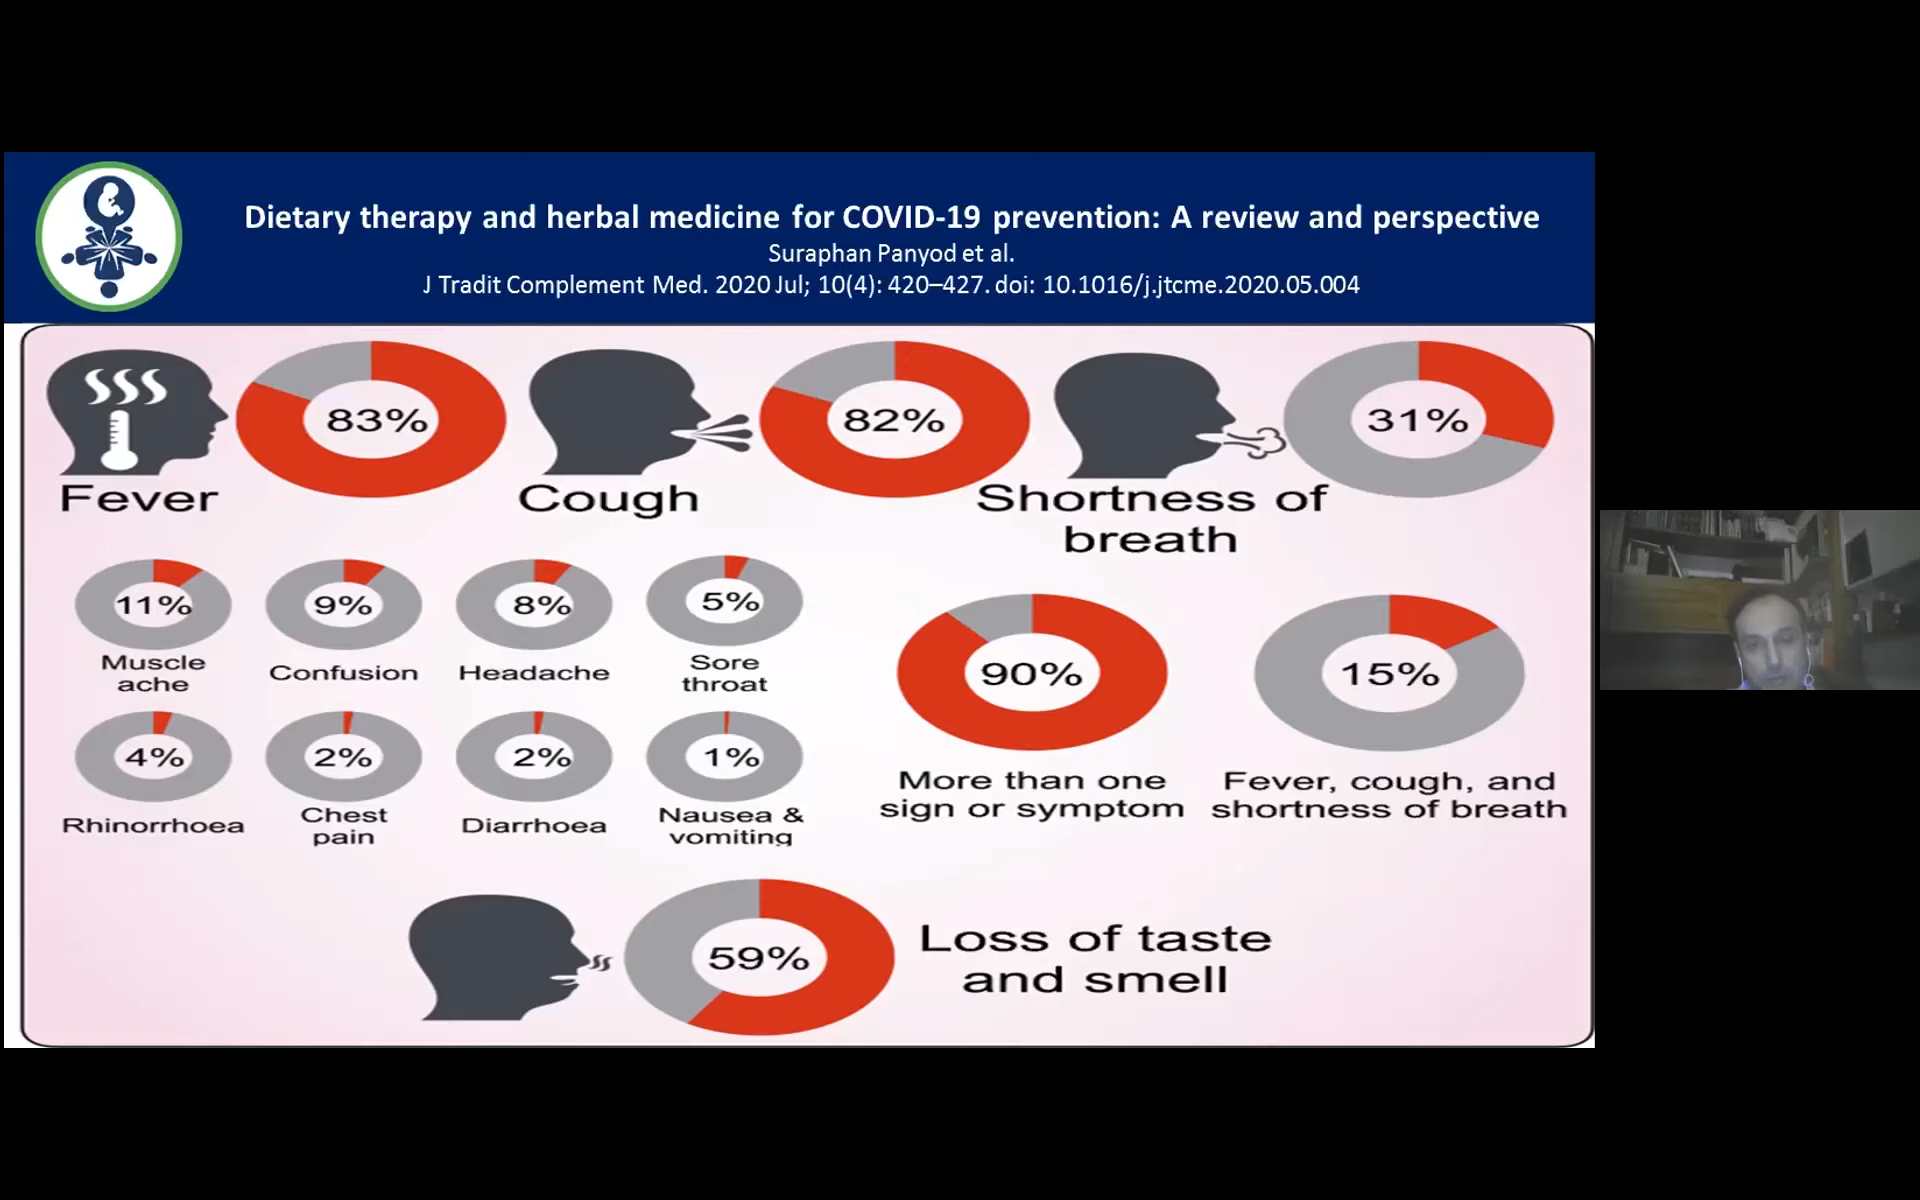 Dietary therapy and herbal medicine for COVID-19 prevention: A review and perspective
Suraphan Panyod et al.
J Tradit Complement Med. 2020 Jul; 10(4): 420–427. doi: 10.1016/j.jtcme.2020.05.004
83%
Fever
82%
Cough
31%
Shortness of
breath
11%
Muscle
ache
9%
Confusion
8%
Headache
5%
Sore
throat
4%
Rhinorrhoea
2%
Chest
pain
2%
Diarrhoea
1%
Nausea &
vomiting
90%
More than one
sign or symptom
15%
Fever, cough, and
shortness of breath
59%
Loss of taste
and smell